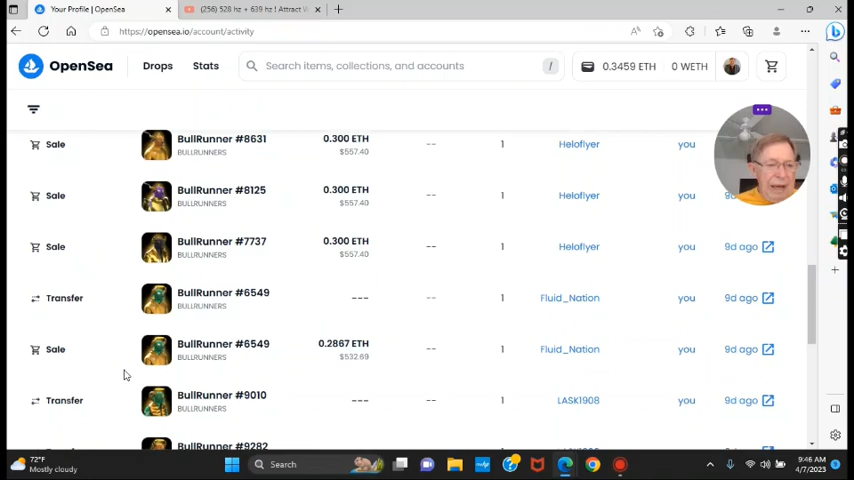 Your Profile | OpenSea
(256) 528 hz + 639 hz ! Attract W
https://opensea.io/account/activity
OpenSea
Drops
Stats
Search items, collections, and accounts
/
0.3459 ETH
0 WETH
Sale
BullRunner #8631
BULLRUNNERS
0.300 ETH
$557.40
--
1
Heloflyer
you
Sale
BullRunner #8125
BULLRUNNERS
0.300 ETH
$557.40
--
1
Heloflyer
you
Sale
BullRunner #7737
BULLRUNNERS
0.300 ETH
$557.40
--
1
Heloflyer
you
9d ago
Transfer
BullRunner #6549
BULLRUNNERS
---
--
1
Fluid_Nation
you
9d ago
Sale
BullRunner #6549
BULLRUNNERS
0.2867 ETH
$532.69
--
1
Fluid_Nation
you
9d ago
Transfer
BullRunner #9010
BULLRUNNERS
---
--
1
LASK1908
you
9d ago
BullRunner #9282
72°F
Mostly cloudy
Search
9:46 AM
4/7/2023